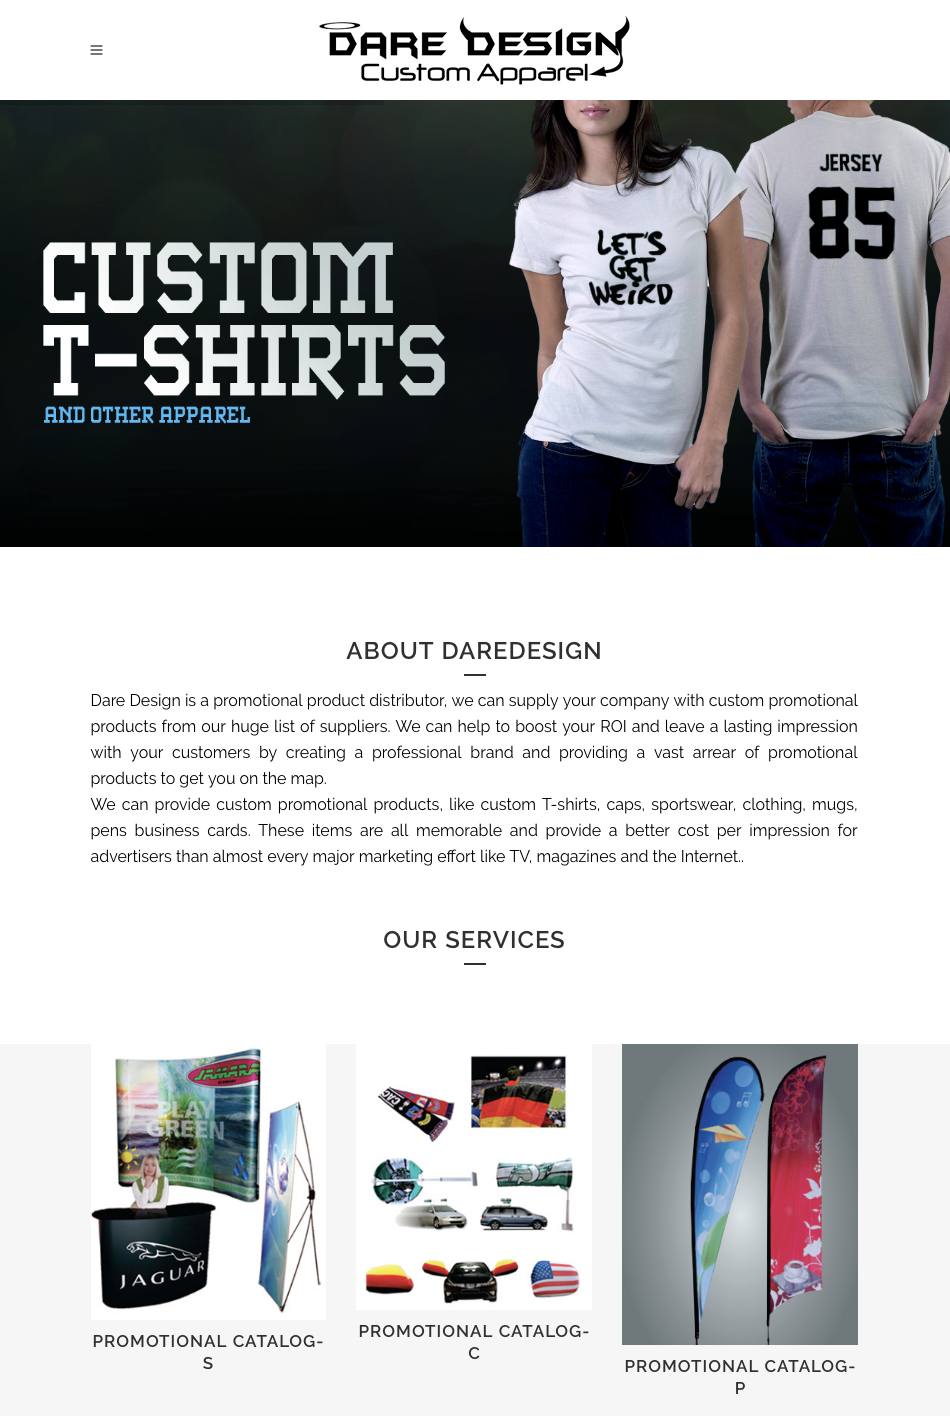 DARE DESIGN
Custom Apparel
JERSEY
85
LET'S
GET
WEIRD
CUSTOM
T-SHIRTS
AND OTHER APPAREL
ABOUT DAREDESIGN
Dare Design is a promotional product distributor, we can supply your company with custom promotional
products from our huge list of suppliers. We can help to boost your ROI and leave a lasting impression
with your customers by creating a professional brand and providing a vast arrear of promotional
products to get you on the map.
We can provide custom promotional products, like custom T-shirts, caps, sportswear, clothing, mugs,
pens business cards. These items are all memorable and provide a better cost per impression for
advertisers than almost every major marketing effort like TV, magazines and the Internet..
OUR SERVICES
JAMARA
PLAY
GREEN
JAGUAR
PROMOTIONAL CATALOG-
S
PROMOTIONAL CATALOG-
C
PROMOTIONAL CATALOG-
P